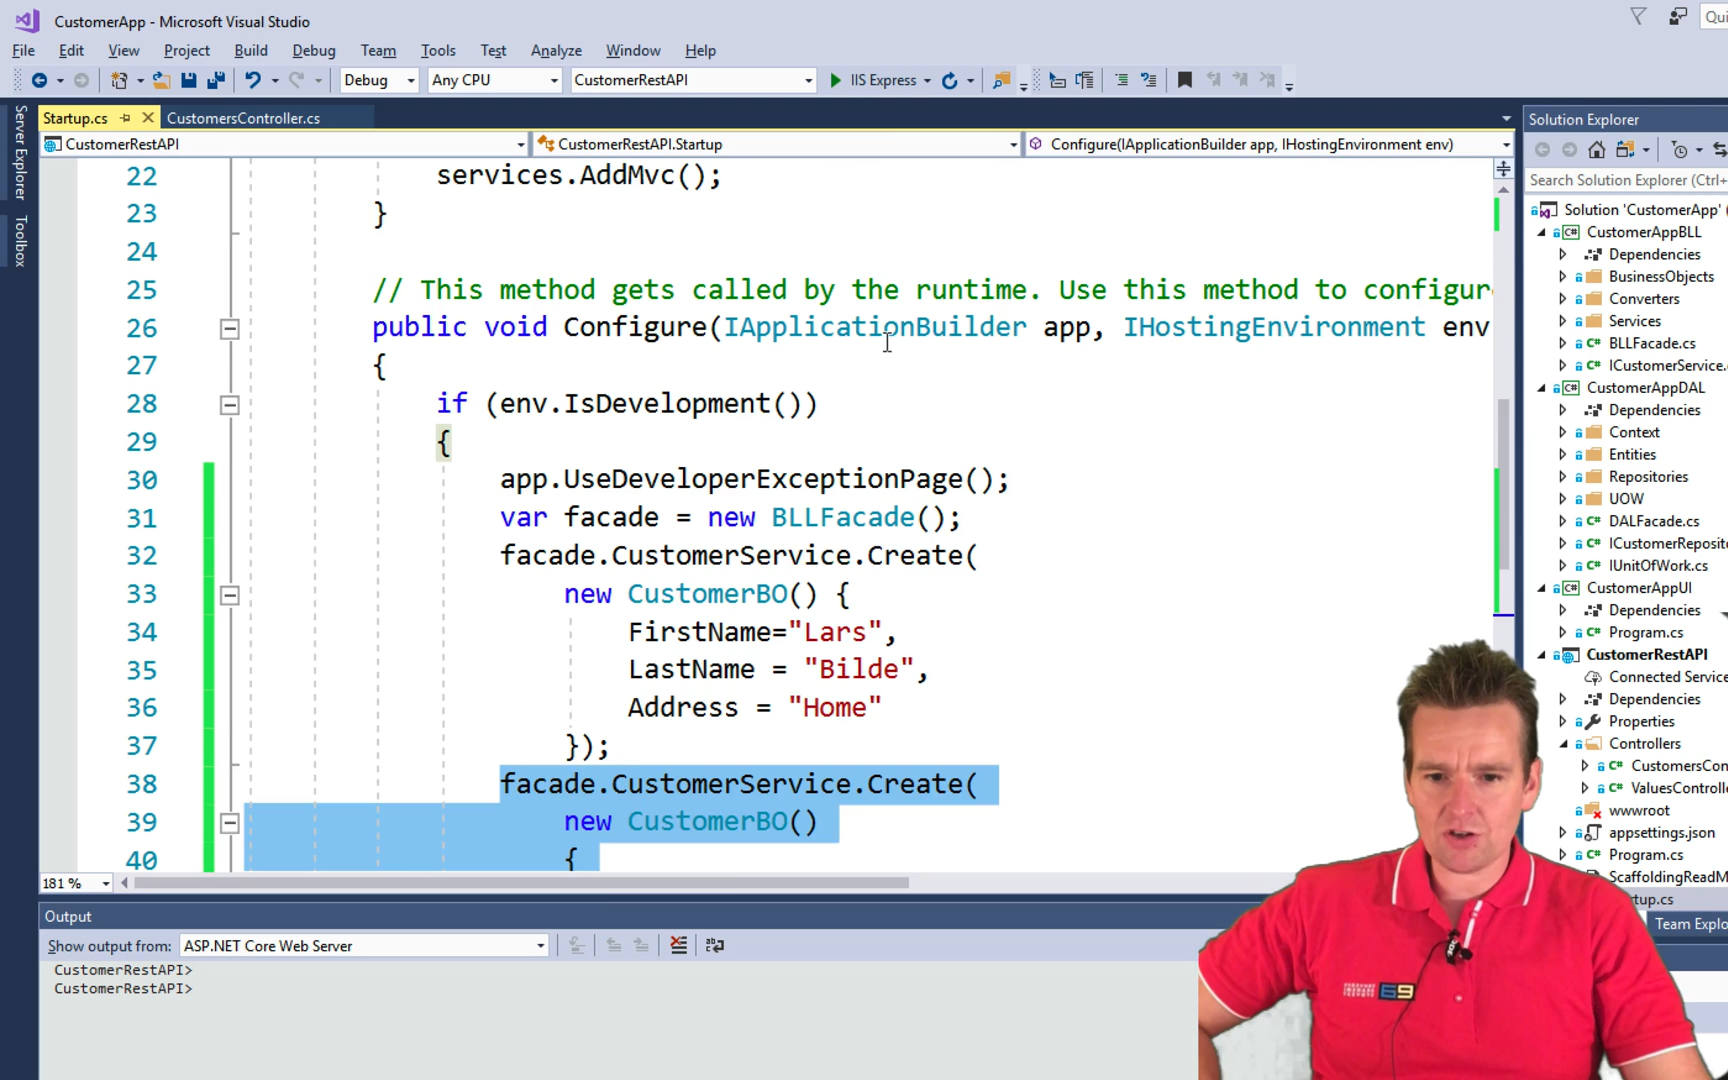 CustomerApp - Microsoft Visual Studio
Qui
File Edit View Project Build Debug Team Tools Test Analyze Window Help
Debug Any CPU CustomerRestAPI IIS Express
Server Explorer
Toolbox
Startup.cs CustomersController.cs
CustomerRestAPI CustomerRestAPI.Startup Configure(IApplicationBuilder app, IHostingEnvironment env)
22 services.AddMvc();
23 }
24
25 // This method gets called by the runtime. Use this method to configur
26 public void Configure(IApplicationBuilder app, IHostingEnvironment env
27 {
28 if (env.IsDevelopment())
29 {
30 app.UseDeveloperExceptionPage();
31 var facade = new BLLFacade();
32 facade.CustomerService.Create(
33 new CustomerBO() {
34 FirstName="Lars",
35 LastName = "Bilde",
36 Address = "Home"
37 });
38 facade.CustomerService.Create(
39 new CustomerBO()
40 {
181 %
Output
Show output from: ASP.NET Core Web Server
CustomerRestAPI>
CustomerRestAPI>
Solution Explorer
Search Solution Explorer (Ctrl+
Solution 'CustomerApp' (
CustomerAppBLL
Dependencies
BusinessObjects
Converters
Services
BLLFacade.cs
ICustomerService.
CustomerAppDAL
Dependencies
Context
Entities
Repositories
UOW
DALFacade.cs
ICustomerReposito
IUnitOfWork.cs
CustomerAppUI
Dependencies
Program.cs
CustomerRestAPI
Connected Service
Dependencies
Properties
Controllers
CustomersCon
ValuesControlle
wwwroot
appsettings.json
Program.cs
ScaffoldingReadM
tup.cs
Team Explo
69